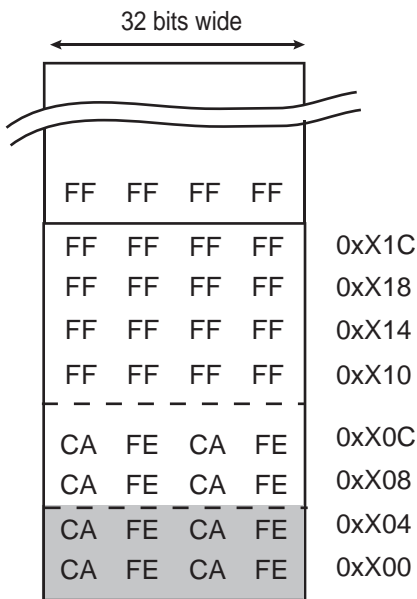 32 bits wide
FF FF FF FF
FF FF FF FF 0xX1C
FF FF FF FF 0xX18
FF FF FF FF 0xX14
FF FF FF FF 0xX10
CA FE CA FE 0xX0C
CA FE CA FE 0xX08
CA FE CA FE 0xX04
CA FE CA FE 0xX00